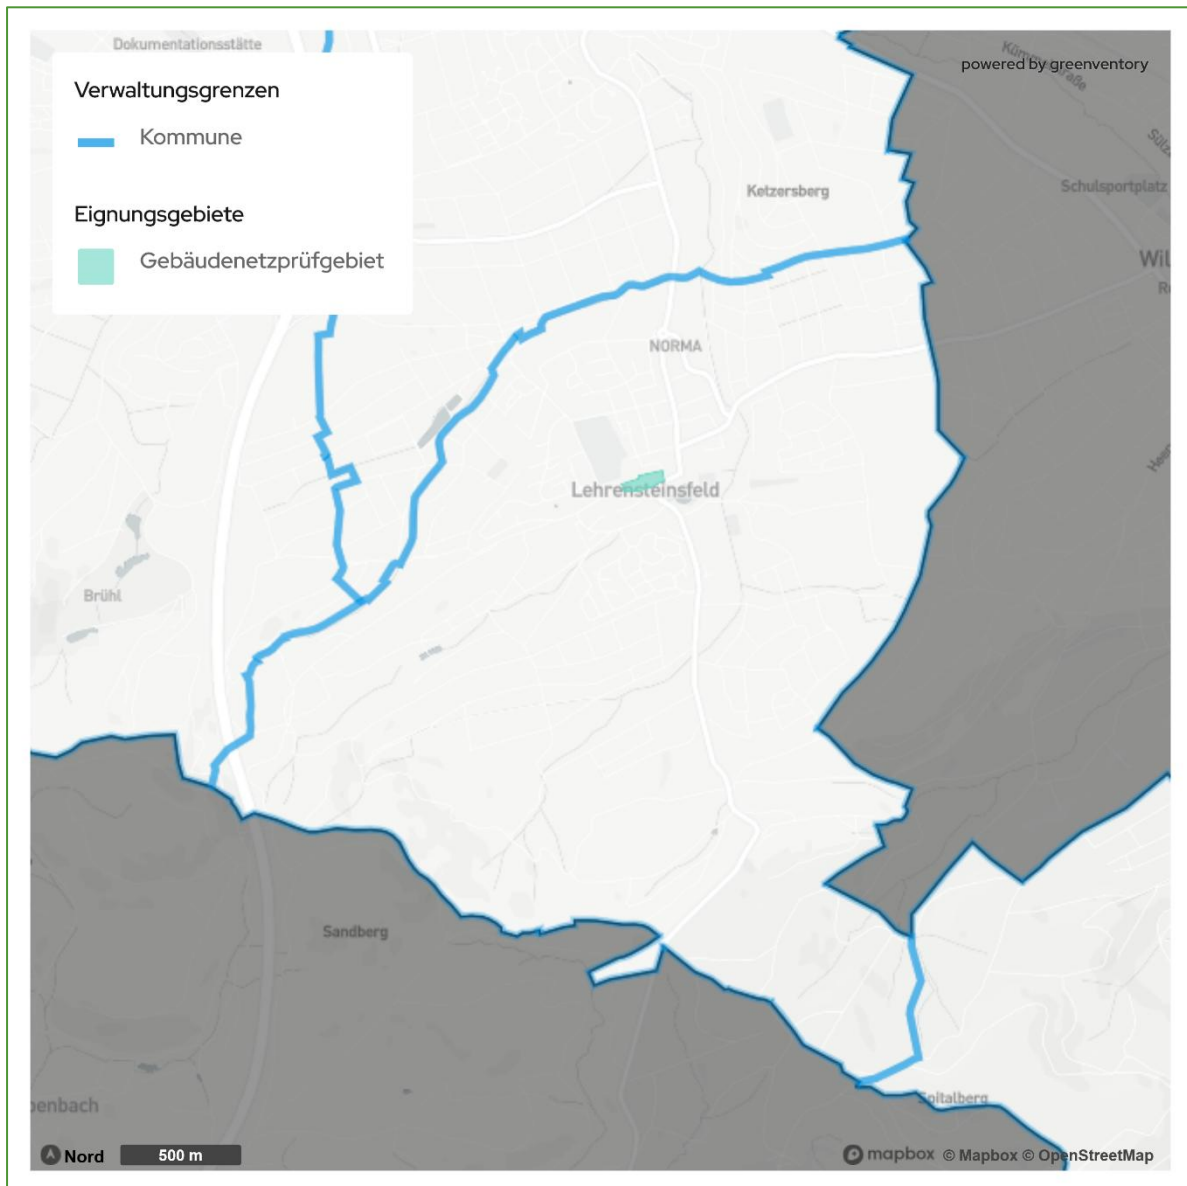 Dokumentationsstätte
powered by greenventory
Verwaltungsgrenzen
Kommune
Eignungsgebiete
Gebäudenetzprüfgebiet
Ketzersberg
Schulsportplatz
Wil
NORMA
Lehrensteinsfeld
Brühl
Sandberg
Spitalberg
Nord
500 m
mapbox © Mapbox © OpenStreetMap